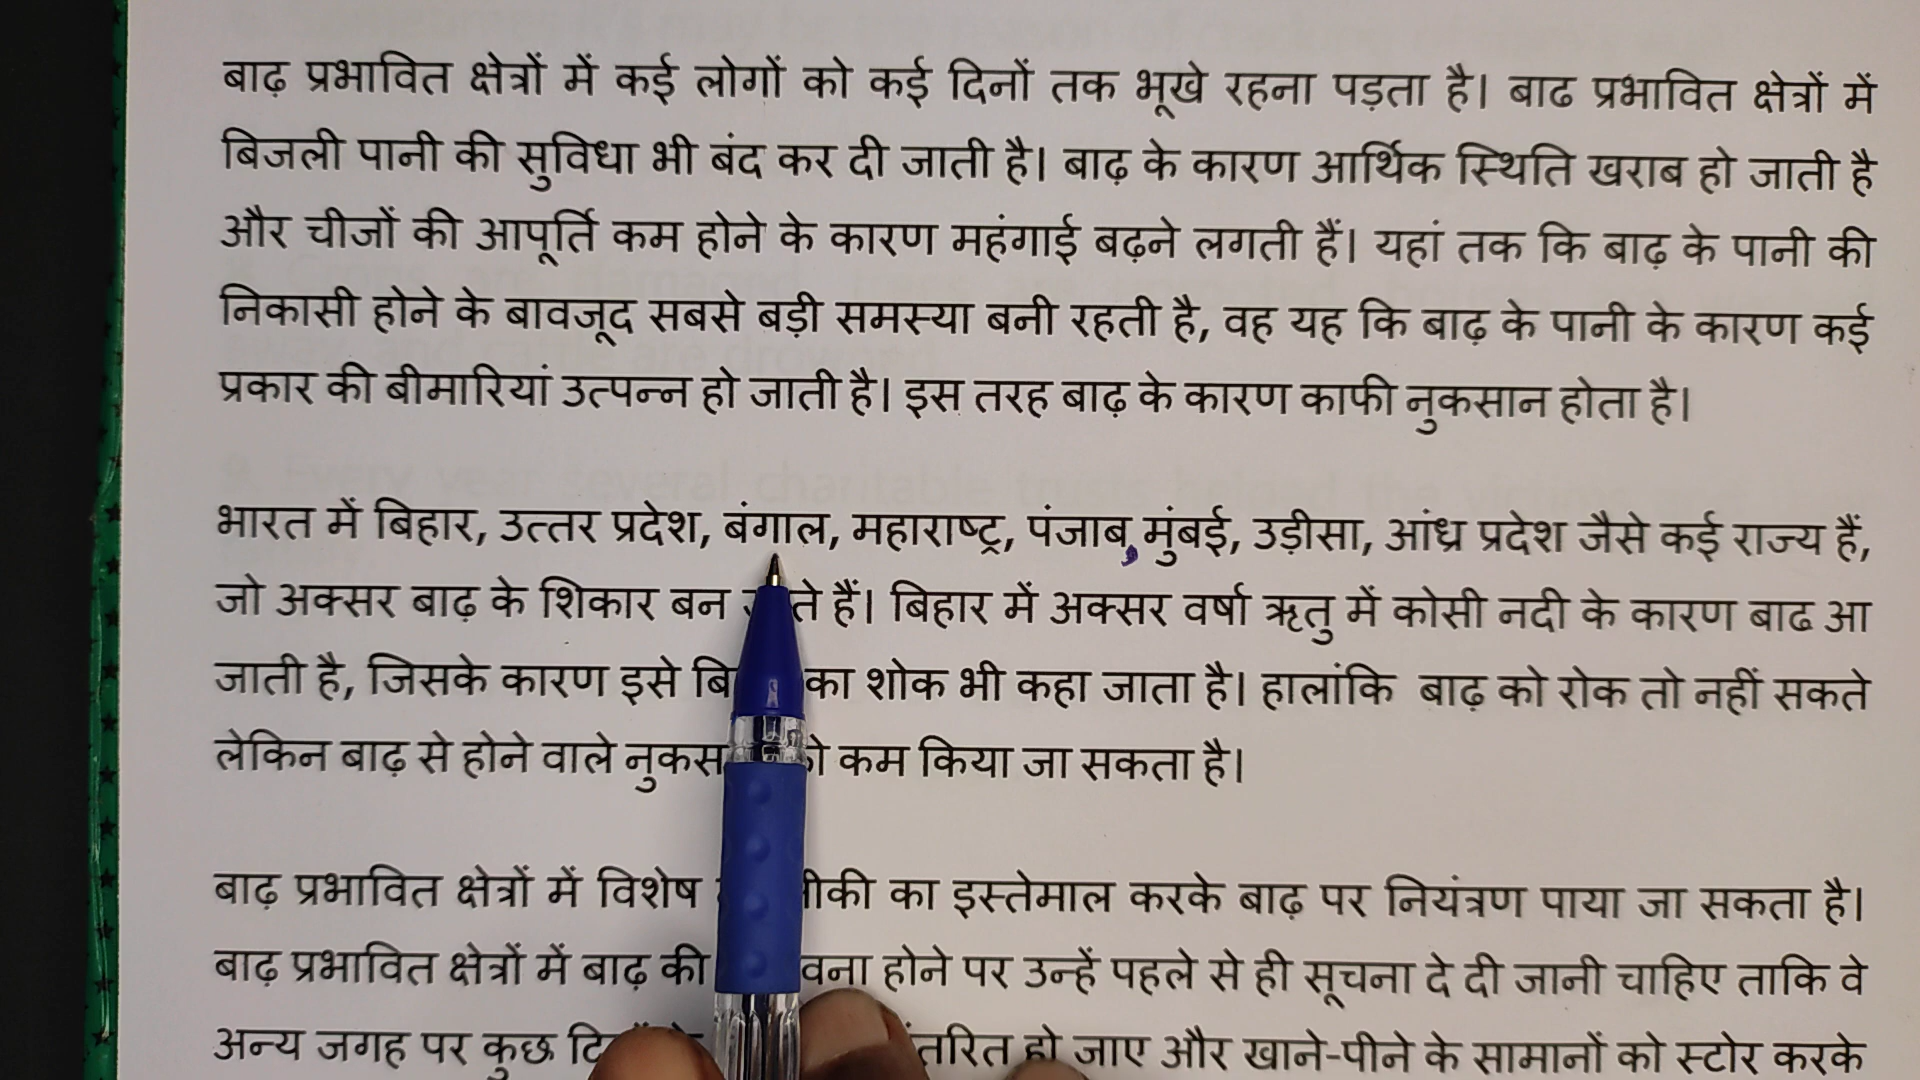 बाढ़ प्रभावित क्षेत्रों में कई लोगों को कई दिनों तक भूखे रहना पड़ता है। बाढ प्रभावित क्षेत्रों में
बिजली पानी की सुविधा भी बंद कर दी जाती है। बाढ़ के कारण आर्थिक स्थिति खराब हो जाती है
और चीजों की आपूर्ति कम होने के कारण महंगाई बढ़ने लगती हैं। यहां तक कि बाढ़ के पानी की
निकासी होने के बावजूद सबसे बड़ी समस्या बनी रहती है, वह यह कि बाढ़ के पानी के कारण कई
प्रकार की बीमारियां उत्पन्न हो जाती है। इस तरह बाढ़ के कारण काफी नुकसान होता है।
भारत में बिहार, उत्तर प्रदेश, बंगाल, महाराष्ट्र, पंजाब, मुंबई, उड़ीसा, आंध्र प्रदेश जैसे कई राज्य हैं,
जो अक्सर बाढ़ के शिकार बन हैं। बिहार में अक्सर वर्षा ऋतु में कोसी नदी के कारण बाढ आ
जाती है, जिसके कारण इसे का शोक भी कहा जाता है। हालांकि बाढ़ को रोक तो नहीं सकते
लेकिन बाढ़ से होने वाले कम किया जा सकता है।
बाढ़ प्रभावित क्षेत्रों में विशेष का इस्तेमाल करके बाढ़ पर नियंत्रण पाया जा सकता है।
बाढ़ प्रभावित क्षेत्रों में बाढ़ की होने पर उन्हें पहले से ही सूचना दे दी जानी चाहिए ताकि वे
अन्य जगह पर कुछ हो जाए और खाने-पीने के सामानों को स्टोर करके